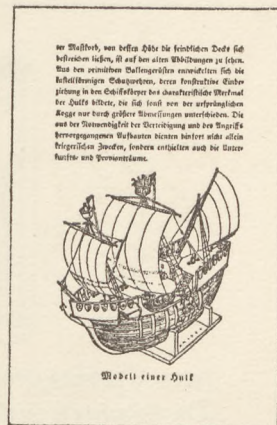 der Mastkorb, von dessen Höhe die feindlichen Decks sich
bestreichen ließen, ist auf den alten Abbildungen zu sehen.
Aus den primitiven Balkengerüsten entwickelten sich die
kastellförmigen Schutzwehren, deren konstruktive Einbe-
ziehung in den Schiffskörper das charakteristische Merkmal
der Hulks bildete, die sich sonst von der ursprünglichen
Kogge nur durch größere Abmessungen unterschieden. Die
aus der Notwendigkeit der Verteidigung und des Angriffs
hervorgegangenen Aufbauten dienten hinfort nicht allein
kriegerischen Zwecken, sondern enthielten auch die Unter-
kunfts- und Provianträume.
Modell einer Hulk